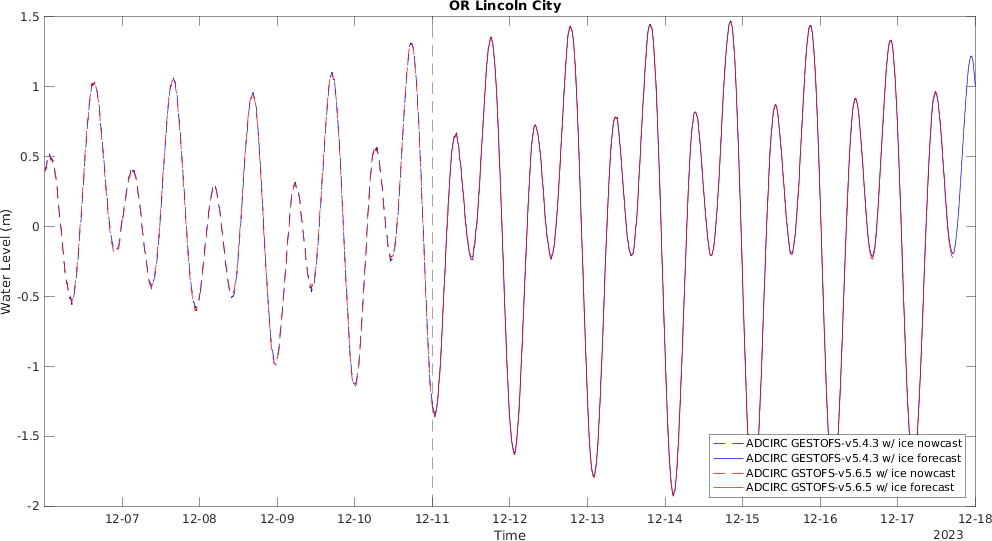 OR Lincoln City
1.5
1
0.5
0
-0.5
-1
-1.5
-2
Water Level (m)
ADCIRC GESTOFS-v5.4.3 w/ ice nowcast
ADCIRC GESTOFS-v5.4.3 w/ ice forecast
ADCIRC GSTOFS-v5.6.5 w/ ice nowcast
ADCIRC GSTOFS-v5.6.5 w/ ice forecast
12-07 12-08 12-09 12-10 12-11 12-12 12-13 12-14 12-15 12-16 12-17 12-18
Time
2023